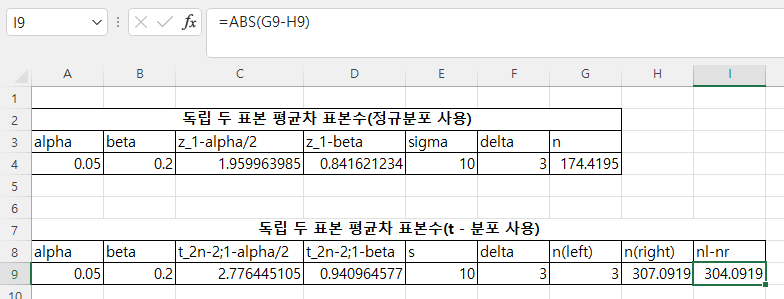 I9 fx =ABS(G9-H9)
A B C D E F G H I
1
2 독립 두 표본 평균차 표본수(정규분포 사용)
3 alpha beta z_1-alpha/2 z_1-beta sigma delta n
4 0.05 0.2 1.959963985 0.841621234 10 3 174.4195
5
6
7 독립 두 표본 평균차 표본수(t - 분포 사용)
8 alpha beta t_2n-2;1-alpha/2 t_2n-2;1-beta s delta n(left) n(right) nl-nr
9 0.05 0.2 2.776445105 0.940964577 10 3 3 307.0919 304.0919
10